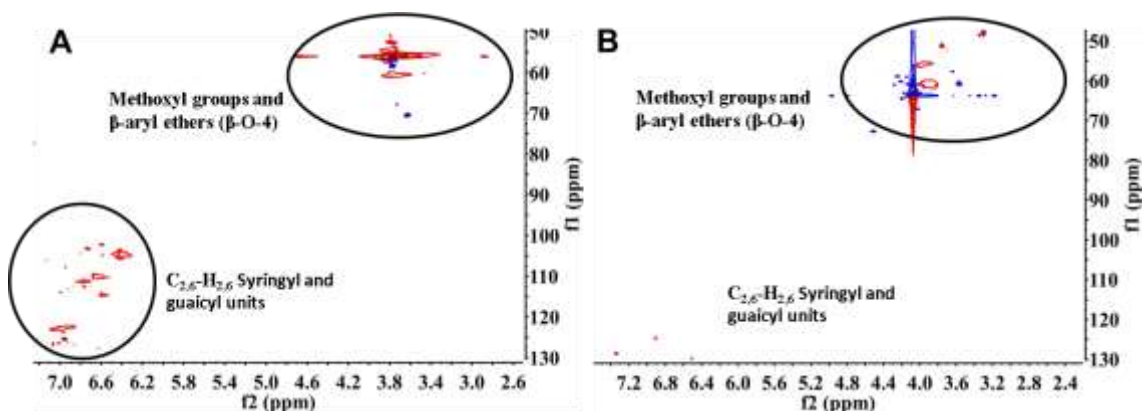 A
B
Methoxyl groups and
β-aryl ethers (β-O-4)
C2,6-H2,6 Syringyl and
guaicyl units
50
60
70
80
90
100
110
120
130
f1 (ppm)
7.0 6.6 6.2 5.8 5.4 5.0 4.6 4.2 3.8 3.4 3.0 2.6
f2 (ppm)
Methoxyl groups and
β-aryl ethers (β-O-4)
C2,6-H2,6 Syringyl and
guaicyl units
50
60
70
80
90
100
110
120
130
f1 (ppm)
7.2 6.8 6.4 6.0 5.6 5.2 4.8 4.4 4.0 3.6 3.2 2.8 2.4
f2 (ppm)